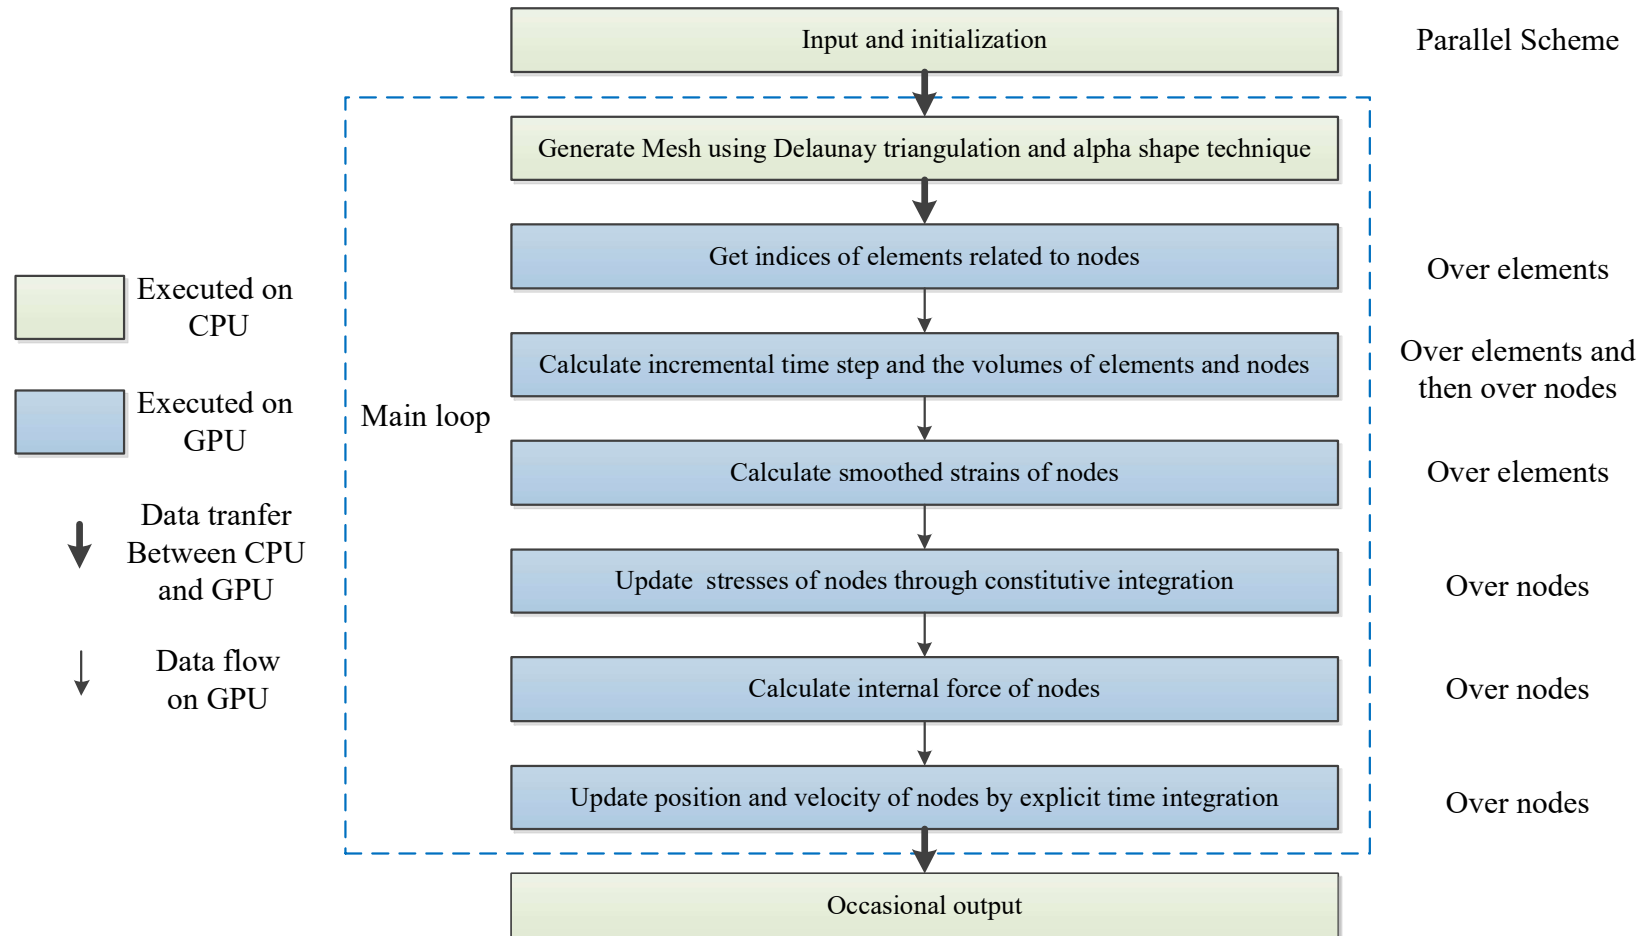 Input and initialization
Parallel Scheme
Generate Mesh using Delaunay triangulation and alpha shape technique
Get indices of elements related to nodes
Over elements
Executed on
CPU
Calculate incremental time step and the volumes of elements and nodes
Over elements and
then over nodes
Executed on
GPU
Main loop
Calculate smoothed strains of nodes
Over elements
Data tranfer
Between CPU
and GPU
Update  stresses of nodes through constitutive integration
Over nodes
Data flow
on GPU
Calculate internal force of nodes
Over nodes
Update position and velocity of nodes by explicit time integration
Over nodes
Occasional output